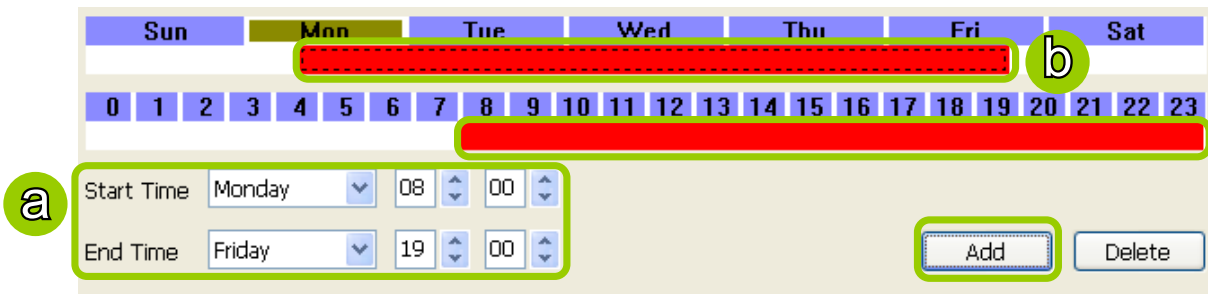 Sun Mon Tue Wed Thu Fri Sat
b
0 1 2 3 4 5 6 7 8 9 10 11 12 13 14 15 16 17 18 19 20 21 22 23
a
Start Time Monday 08 00
End Time Friday 19 00 Add Delete